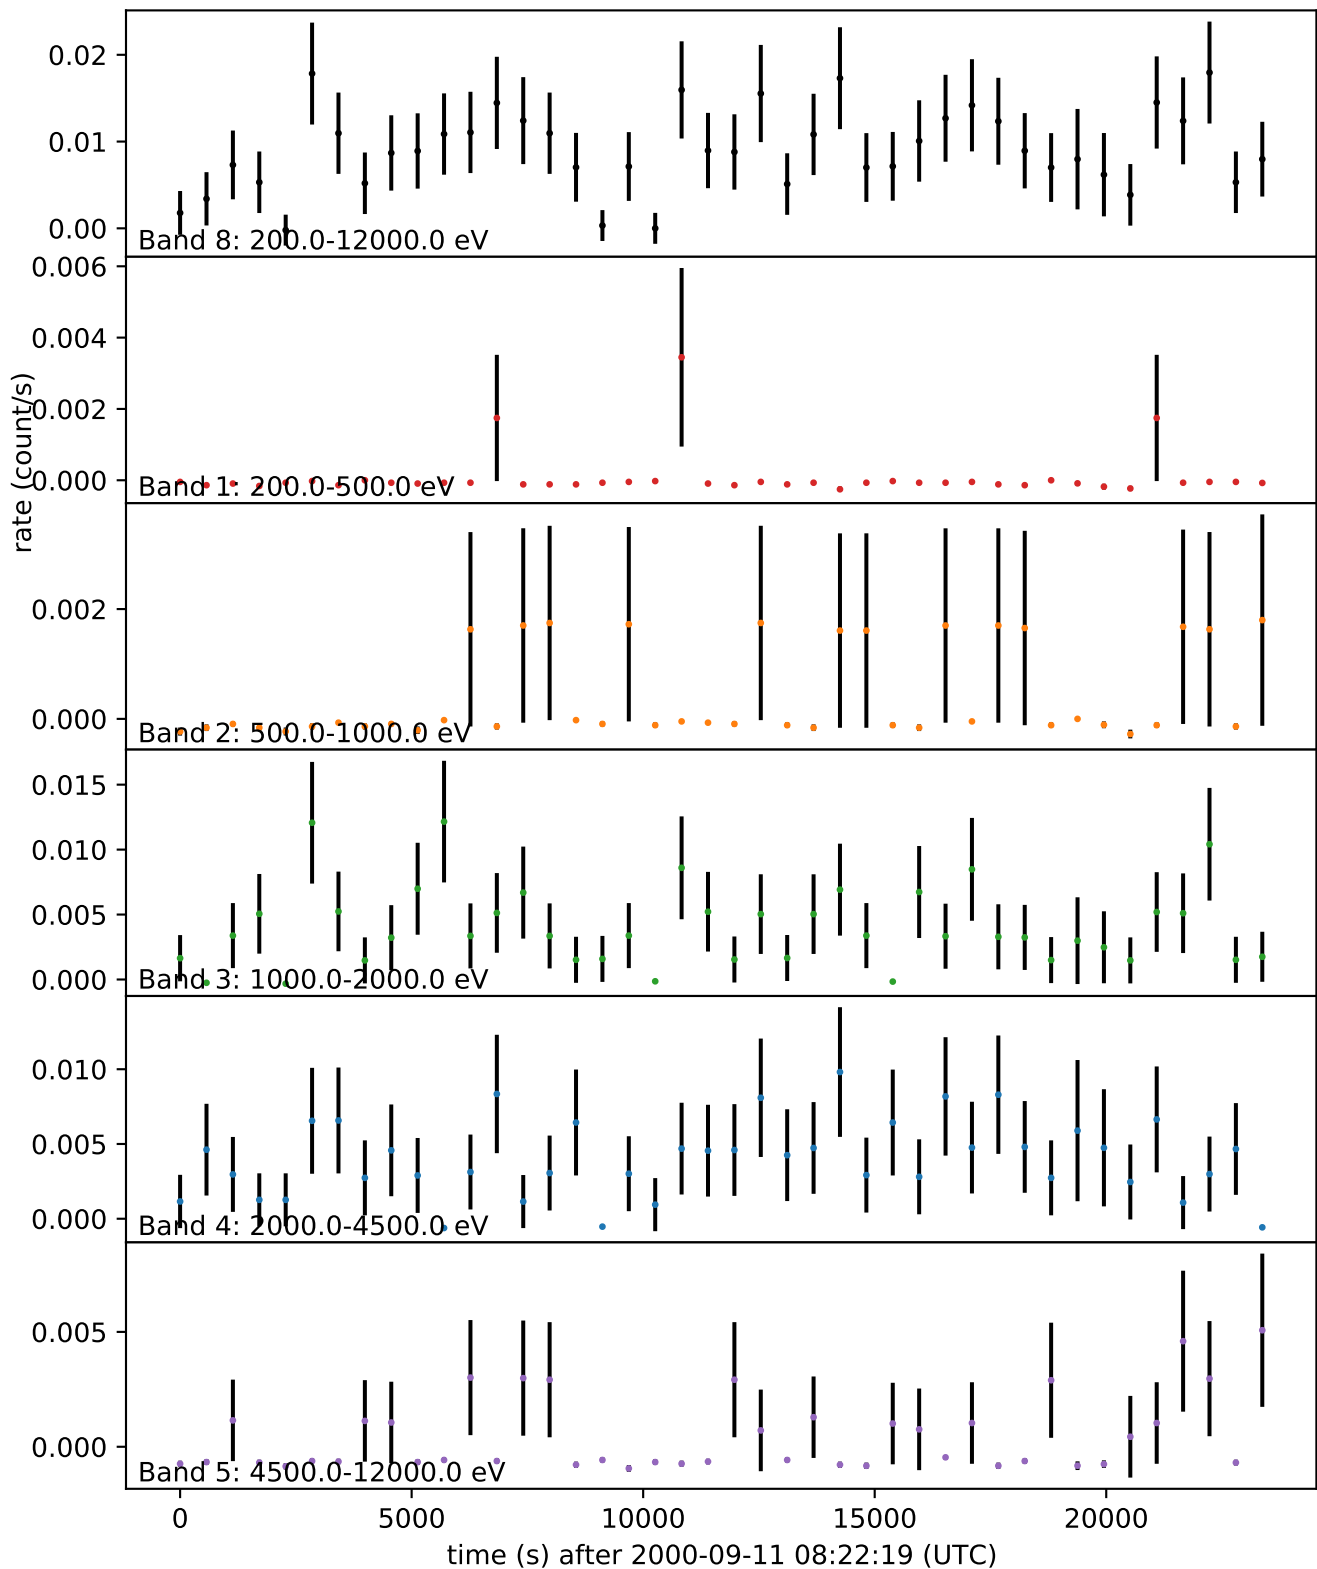 0.02
0.01
0.00
Band 8: 200.0-12000.0 eV
0.006
0.004
0.002
0.000
Band 1: 200.0-500.0 eV
rate (count/s)
0.002
0.000
Band 2: 500.0-1000.0 eV
0.015
0.010
0.005
0.000
Band 3: 1000.0-2000.0 eV
0.010
0.005
0.000
Band 4: 2000.0-4500.0 eV
0.005
0.000
Band 5: 4500.0-12000.0 eV
0 5000 10000 15000 20000
time (s) after 2000-09-11 08:22:19 (UTC)